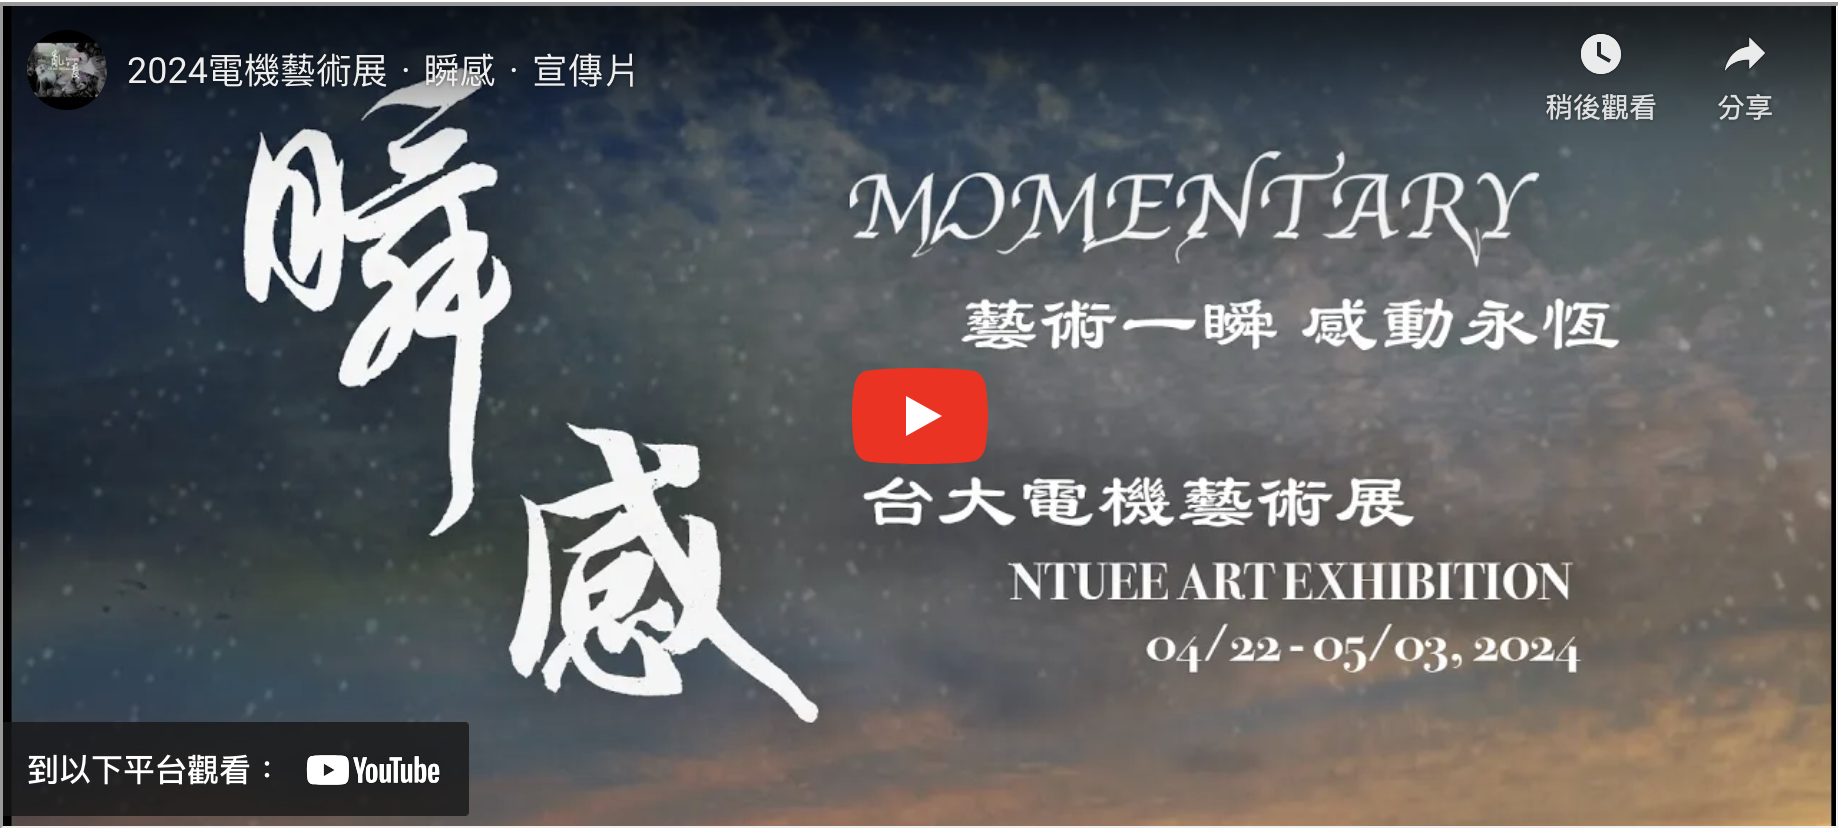 2024電機藝術展．瞬感．宣傳片
稍後觀看
分享
瞬
感
MOMENTARY
藝術一瞬 感動永恆
台大電機藝術展
NTUEE ART EXHIBITION
04/22 - 05/03, 2024
到以下平台觀看： YouTube